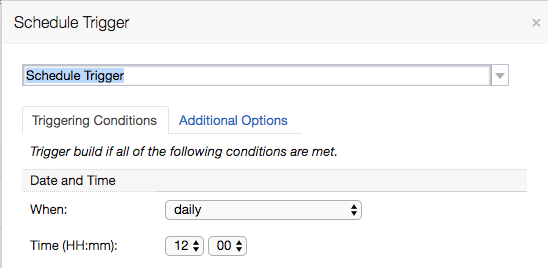 Schedule Trigger ×
Schedule Trigger
Triggering Conditions Additional Options
Trigger build if all of the following conditions are met.
Date and Time
When: daily
Time (HH:mm): 12 00